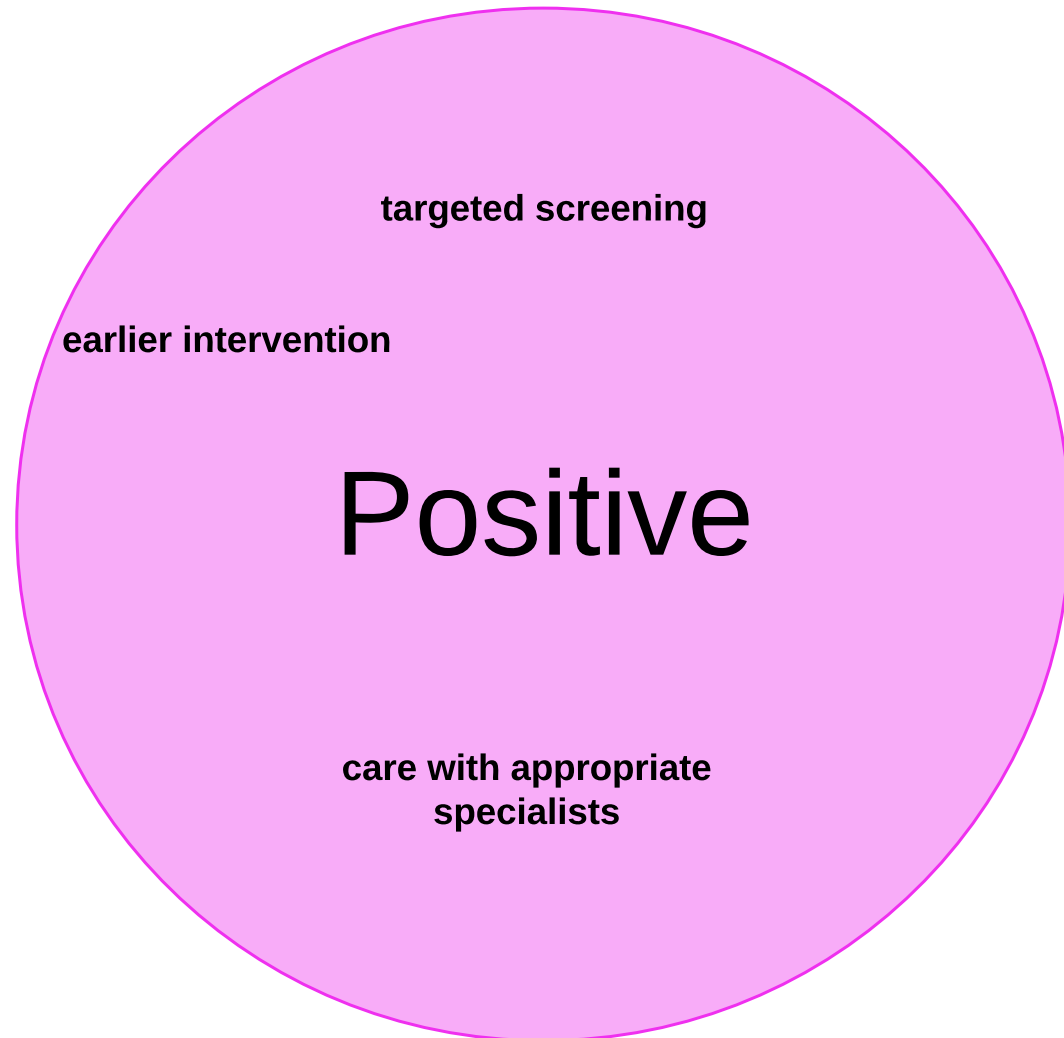 targeted screening
earlier intervention
Positive
care with appropriate
specialists